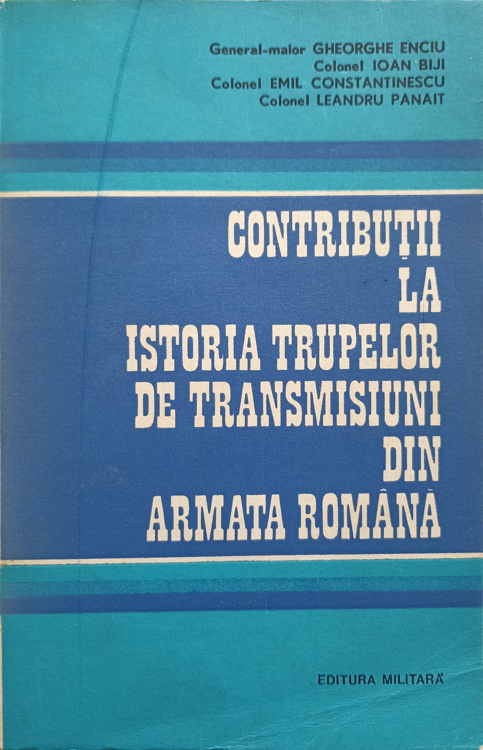 General-maior GHEORGHE ENCIU
Colonel IOAN BIJI
Colonel EMIL CONSTANTINESCU
Colonel LEANDRU PANAIT
CONTRIBUȚII
LA
ISTORIA TRUPELOR
DE TRANSMISIUNI
DIN
ARMATA ROMÂNĂ
EDITURA MILITARĂ